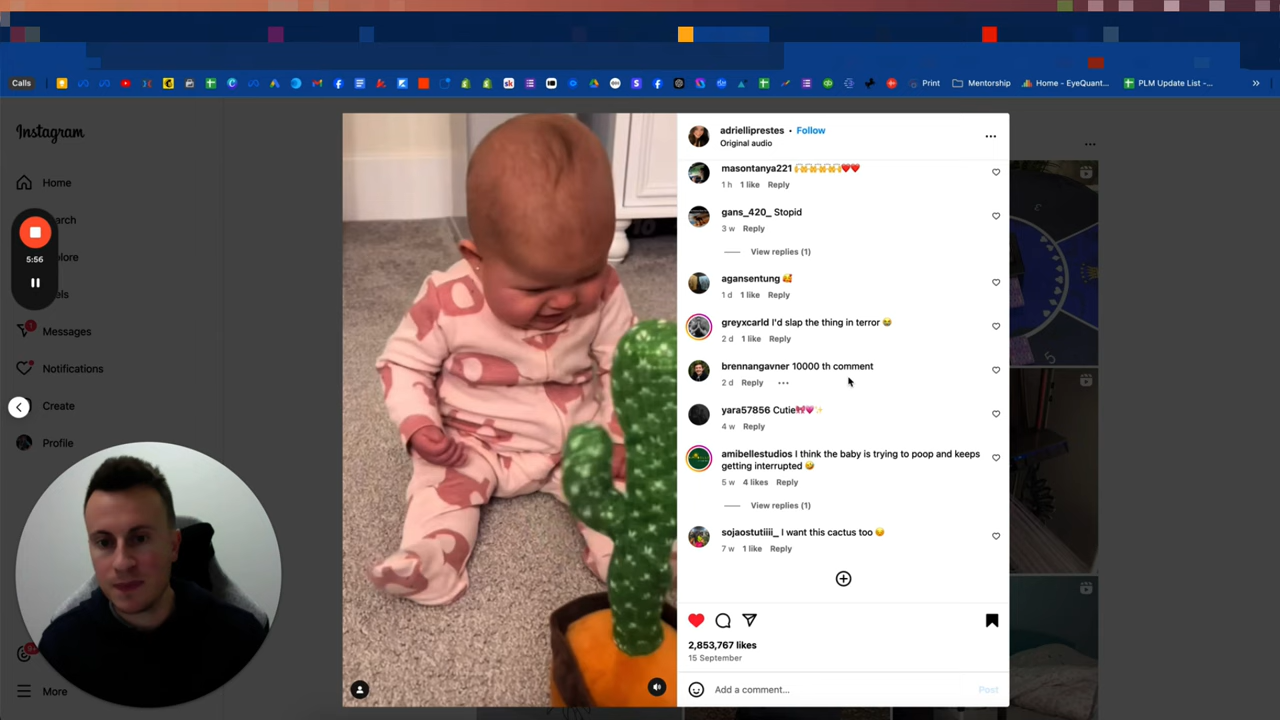 Calls
Print
Mentorship
Home - EyeQuant...
PLM Update List -...
Instagram
Home
arch
5:56
lore
els
1
Messages
Notifications
Create
Profile
More
adrielliprestes • Follow
Original audio
masontanya221 🙌🙌🙌🙌🙌❤️❤️
1 h 1 like Reply
gans_420_ Stopid
3 w Reply
View replies (1)
agansentung 🥰
1 d 1 like Reply
greyxcarld I'd slap the thing in terror 😂
2 d 1 like Reply
brennangavner 10000 th comment
2 d Reply
yara57856 Cutie🎀💗✨
4 w Reply
amibellestudios I think the baby is trying to poop and keeps
getting interrupted 🤣
5 w 4 likes Reply
View replies (1)
sojaostutiiii_ I want this cactus too 😏
7 w 1 like Reply
2,853,767 likes
15 September
Add a comment...
Post
5